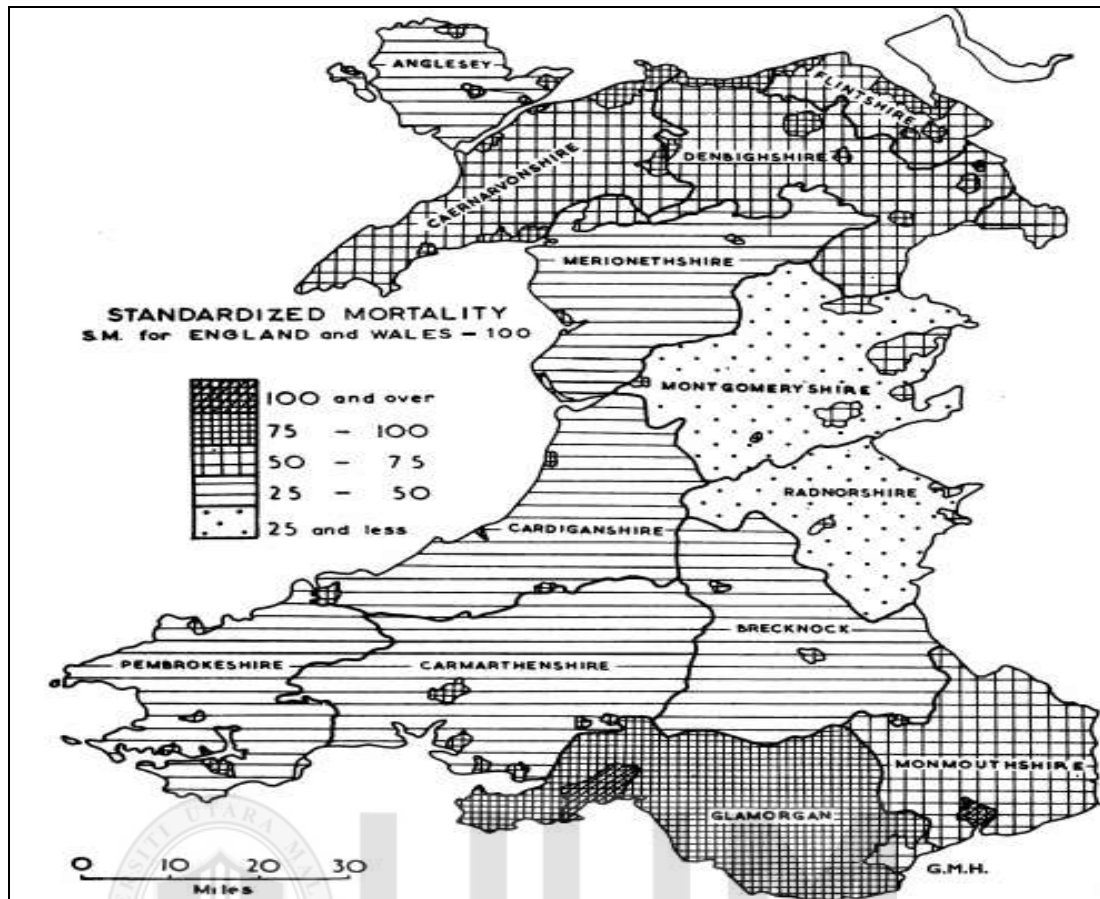 ANGLESEY
FLINTSHIRE
DENBIGHSHIRE
CAERNARVONSHIRE
MERIONETHSHIRE
STANDARDIZED MORTALITY
S.M. for ENGLAND and WALES – 100
100 and over
75 – 100
50 – 75
25 – 50
25 and less
MONTGOMERYSHIRE
RADNORSHIRE
CARDIGANSHIRE
BRECKNOCK
PEMBROKESHIRE
CARMARTHENSHIRE
MONMOUTHSHIRE
GLAMORGAN
G.M.H.
0 10 20 30
Miles
UTARA